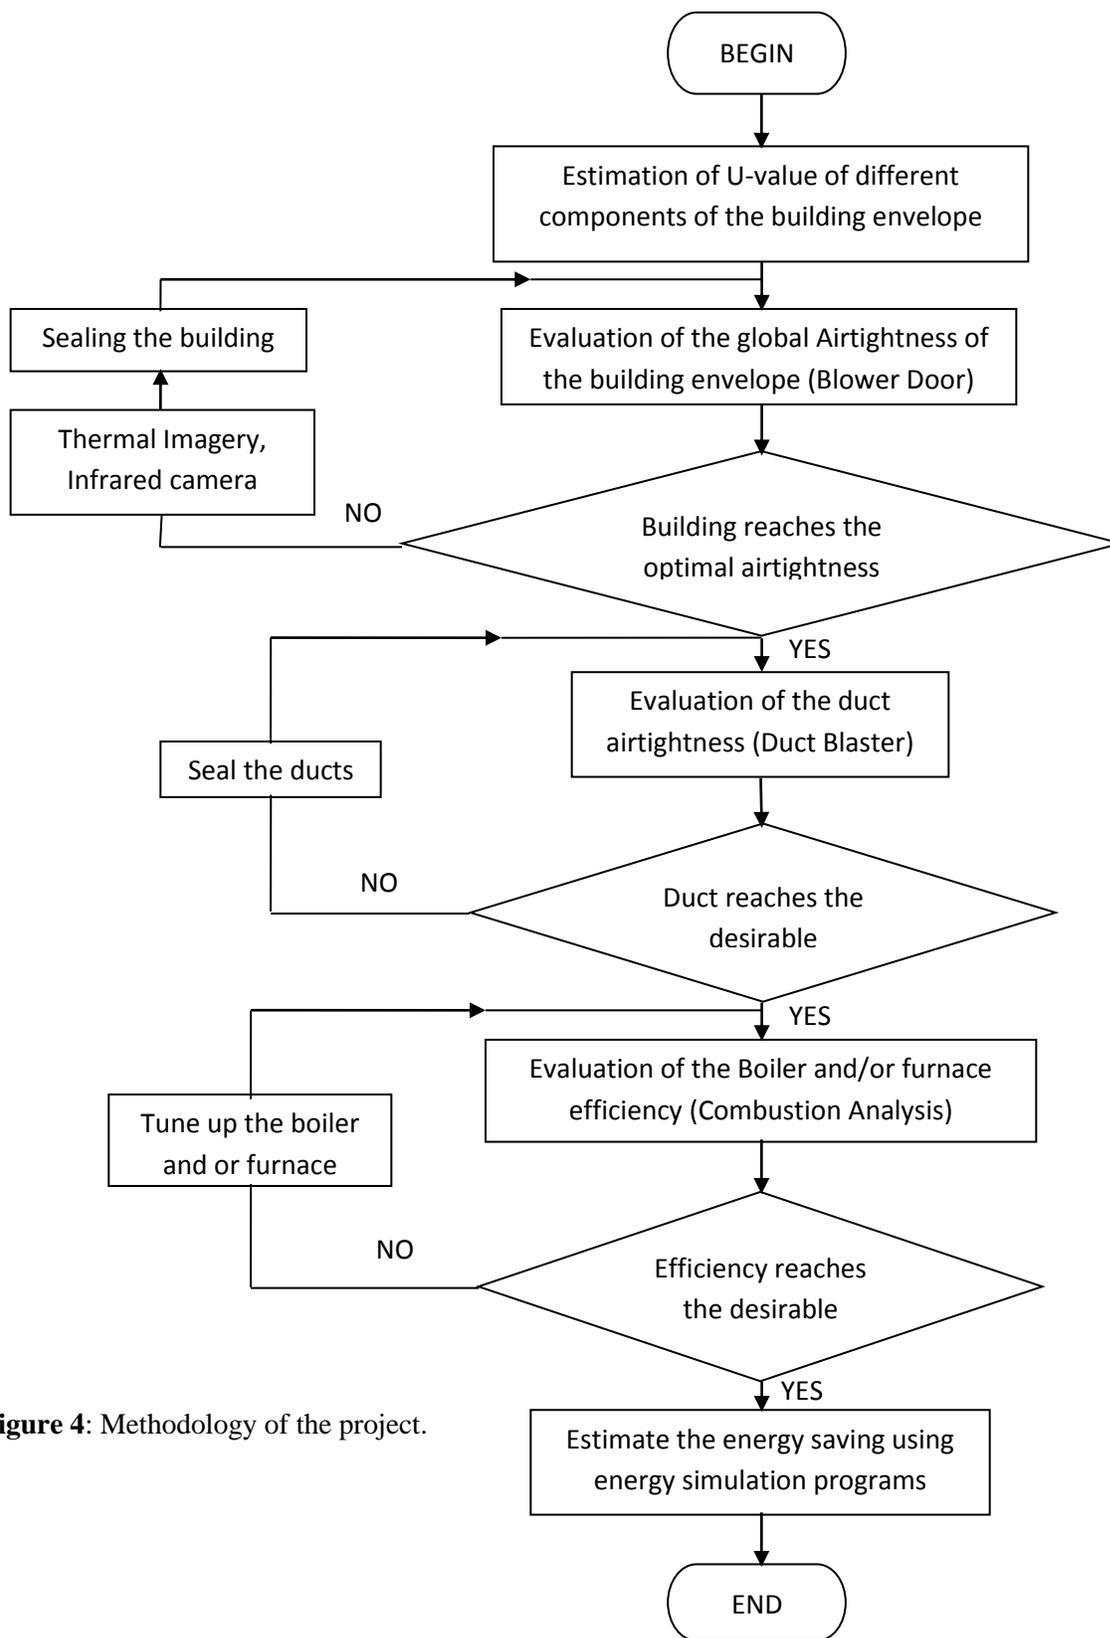 BEGIN
Estimation of U-value of different
components of the building envelope
Sealing the building
Evaluation of the global Airtightness of
the building envelope (Blower Door)
Thermal Imagery,
Infrared camera
NO
Building reaches the
optimal airtightness
YES
Evaluation of the duct
airtightness (Duct Blaster)
Seal the ducts
NO
Duct reaches the
desirable
YES
Evaluation of the Boiler and/or furnace
efficiency (Combustion Analysis)
Tune up the boiler
and or furnace
NO
Efficiency reaches
the desirable
YES
igure 4: Methodology of the project.
Estimate the energy saving using
energy simulation programs
END